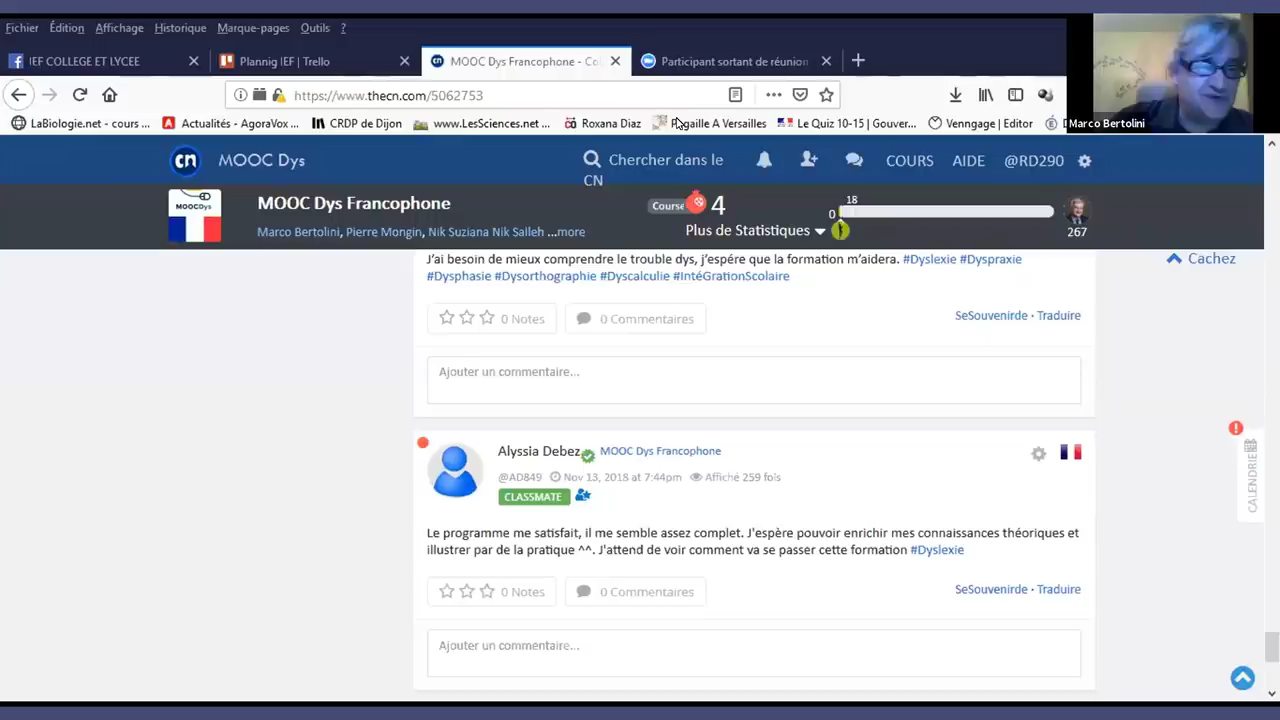 Fichier Édition Affichage Historique Marque-pages Outils ?
IEF COLLEGE ET LYCEE
Plannig IEF | Trello
MOOC Dys Francophone - Col
Participant sortant de réunion
https://www.thecn.com/5062753
LaBiologie.net - cours ...
Actualités - AgoraVox ...
CRDP de Dijon
www.LesSciences.net ...
Roxana Diaz
Pagaille A Versailles
Le Quiz 10-15 | Gouver...
Venngage | Editor
Marco Bertolini
cn MOOC Dys
Chercher dans le
CN
COURS AIDE @RD290
MOOCDYS
MOOC Dys Francophone
Marco Bertolini, Pierre Mongin, Nik Suziana Nik Salleh ...more
Course 4
Plus de Statistiques
0 18
267
J'ai besoin de mieux comprendre le trouble dys, j'espére que la formation m'aidera. #Dyslexie #Dyspraxie
#Dysphasie #Dysorthographie #Dyscalculie #IntéGrationScolaire
Cachez
0 Notes 0 Commentaires SeSouvenirde · Traduire
Ajouter un commentaire...
Alyssia Debez MOOC Dys Francophone
@AD849 Nov 13, 2018 at 7:44pm Affiché 259 fois
CLASSMATE
CALENDRIER
Le programme me satisfait, il me semble assez complet. J'espère pouvoir enrichir mes connaissances théoriques et
illustrer par de la pratique ^^. J'attend de voir comment va se passer cette formation #Dyslexie
0 Notes 0 Commentaires SeSouvenirde · Traduire
Ajouter un commentaire...